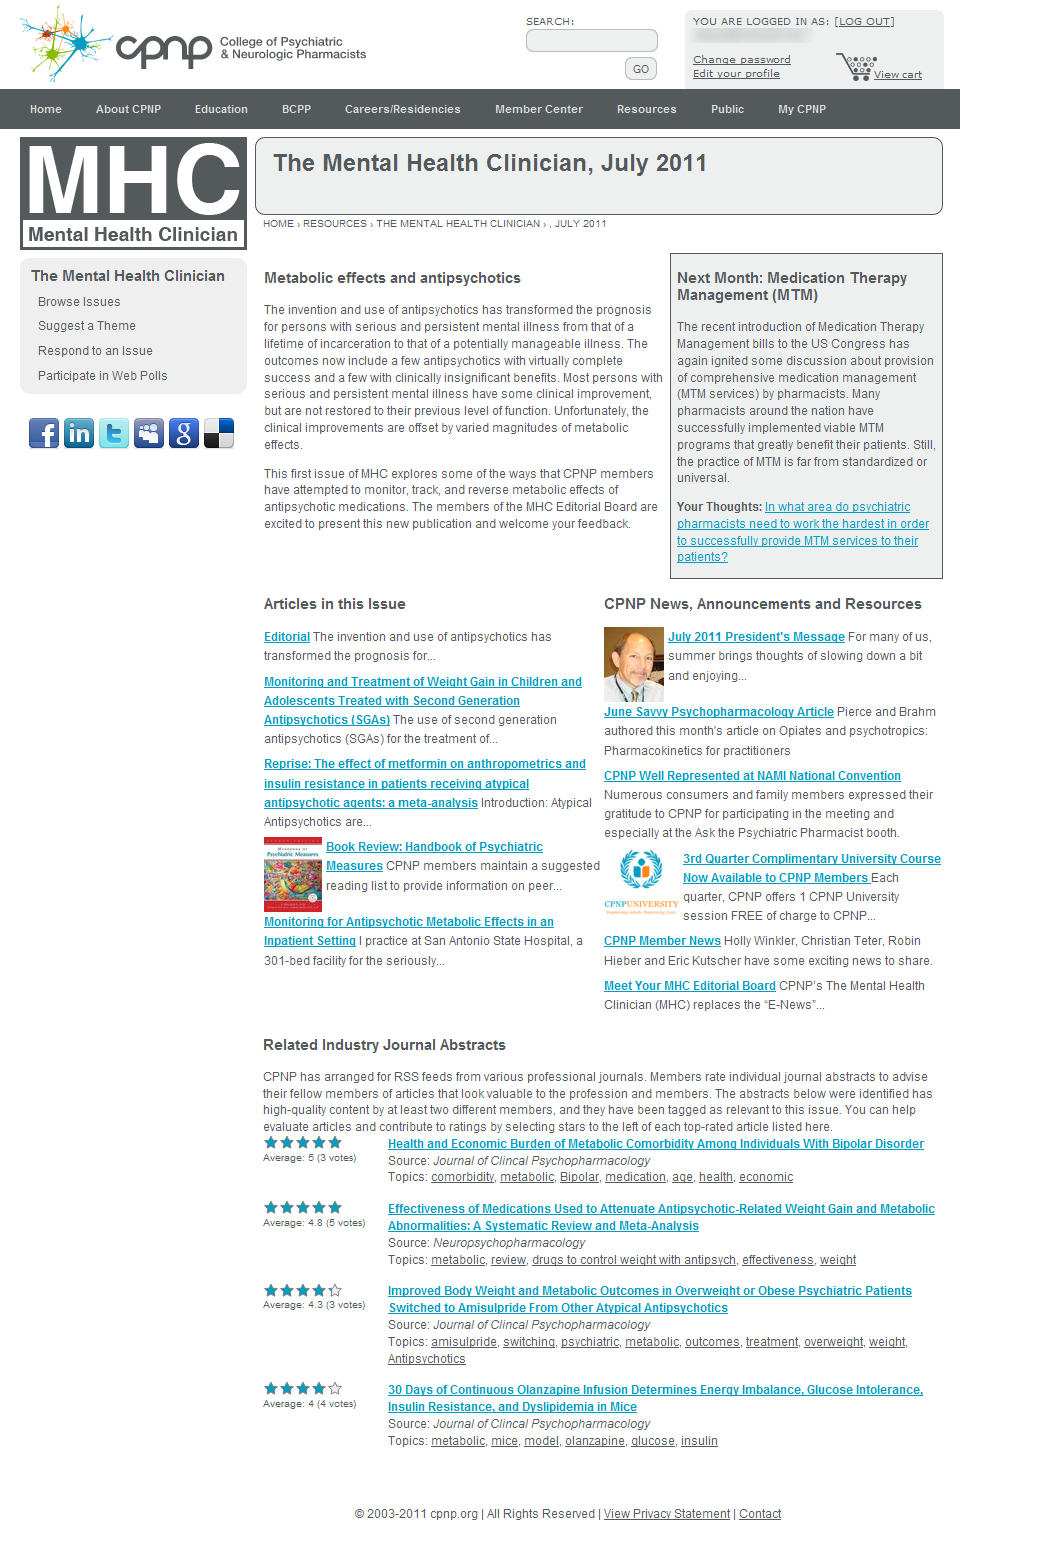 cpnp College of Psychiatric
& Neurologic Pharmacists
SEARCH:
GO
YOU ARE LOGGED IN AS: [LOG OUT]
Change password
Edit your profile
View cart
Home About CPNP Education BCPP Careers/Residencies Member Center Resources Public My CPNP
MHC
Mental Health Clinician
The Mental Health Clinician, July 2011
HOME › RESOURCES › THE MENTAL HEALTH CLINICIAN › , JULY 2011
The Mental Health Clinician
Browse Issues
Suggest a Theme
Respond to an Issue
Participate in Web Polls
f in t g
Metabolic effects and antipsychotics
The invention and use of antipsychotics has transformed the prognosis
for persons with serious and persistent mental illness from that of a
lifetime of incarceration to that of a potentially manageable illness. The
outcomes now include a few antipsychotics with virtually complete
success and a few with clinically insignificant benefits. Most persons with
serious and persistent mental illness have some clinical improvement,
but are not restored to their previous level of function. Unfortunately, the
clinical improvements are offset by varied magnitudes of metabolic
effects.
This first issue of MHC explores some of the ways that CPNP members
have attempted to monitor, track, and reverse metabolic effects of
antipsychotic medications. The members of the MHC Editorial Board are
excited to present this new publication and welcome your feedback.
Next Month: Medication Therapy
Management (MTM)
The recent introduction of Medication Therapy
Management bills to the US Congress has
again ignited some discussion about provision
of comprehensive medication management
(MTM services) by pharmacists. Many
pharmacists around the nation have
successfully implemented viable MTM
programs that greatly benefit their patients. Still,
the practice of MTM is far from standardized or
universal.
Your Thoughts: In what area do psychiatric
pharmacists need to work the hardest in order
to successfully provide MTM services to their
patients?
Articles in this Issue
Editorial The invention and use of antipsychotics has
transformed the prognosis for...
Monitoring and Treatment of Weight Gain in Children and
Adolescents Treated with Second Generation
Antipsychotics (SGAs) The use of second generation
antipsychotics (SGAs) for the treatment of...
Reprise: The effect of metformin on anthropometrics and
insulin resistance in patients receiving atypical
antipsychotic agents: a meta-analysis Introduction: Atypical
Antipsychotics are...
Psychiatric Measures
Book Review: Handbook of Psychiatric
Measures CPNP members maintain a suggested
reading list to provide information on peer...
Monitoring for Antipsychotic Metabolic Effects in an
Inpatient Setting I practice at San Antonio State Hospital, a
301-bed facility for the seriously...
CPNP News, Announcements and Resources
July 2011 President's Message For many of us,
summer brings thoughts of slowing down a bit
and enjoying...
June Savvy Psychopharmacology Article Pierce and Brahm
authored this month's article on Opiates and psychotropics:
Pharmacokinetics for practitioners
CPNP Well Represented at NAMI National Convention
Numerous consumers and family members expressed their
gratitude to CPNP for participating in the meeting and
especially at the Ask the Psychiatric Pharmacist booth.
CPNPUNIVERSITY
3rd Quarter Complimentary University Course
Now Available to CPNP Members Each
quarter, CPNP offers 1 CPNP University
session FREE of charge to CPNP...
CPNP Member News Holly Winkler, Christian Teter, Robin
Hieber and Eric Kutscher have some exciting news to share.
Meet Your MHC Editorial Board CPNP's The Mental Health
Clinician (MHC) replaces the “E-News”...
Related Industry Journal Abstracts
CPNP has arranged for RSS feeds from various professional journals. Members rate individual journal abstracts to advise
their fellow members of articles that look valuable to the profession and members. The abstracts below were identified has
high-quality content by at least two different members, and they have been tagged as relevant to this issue. You can help
evaluate articles and contribute to ratings by selecting stars to the left of each top-rated article listed here.
Average: 5 (3 votes)
Health and Economic Burden of Metabolic Comorbidity Among Individuals With Bipolar Disorder
Source: Journal of Clincal Psychopharmacology
Topics: comorbidity, metabolic, Bipolar, medication, age, health, economic
Average: 4.8 (5 votes)
Effectiveness of Medications Used to Attenuate Antipsychotic-Related Weight Gain and Metabolic
Abnormalities: A Systematic Review and Meta-Analysis
Source: Neuropsychopharmacology
Topics: metabolic, review, drugs to control weight with antipsych, effectiveness, weight
Average: 4.3 (3 votes)
Improved Body Weight and Metabolic Outcomes in Overweight or Obese Psychiatric Patients
Switched to Amisulpride From Other Atypical Antipsychotics
Source: Journal of Clincal Psychopharmacology
Topics: amisulpride, switching, psychiatric, metabolic, outcomes, treatment, overweight, weight,
Antipsychotics
Average: 4 (4 votes)
30 Days of Continuous Olanzapine Infusion Determines Energy Imbalance, Glucose Intolerance,
Insulin Resistance, and Dyslipidemia in Mice
Source: Journal of Clincal Psychopharmacology
Topics: metabolic, mice, model, olanzapine, glucose, insulin
© 2003-2011 cpnp.org | All Rights Reserved | View Privacy Statement | Contact